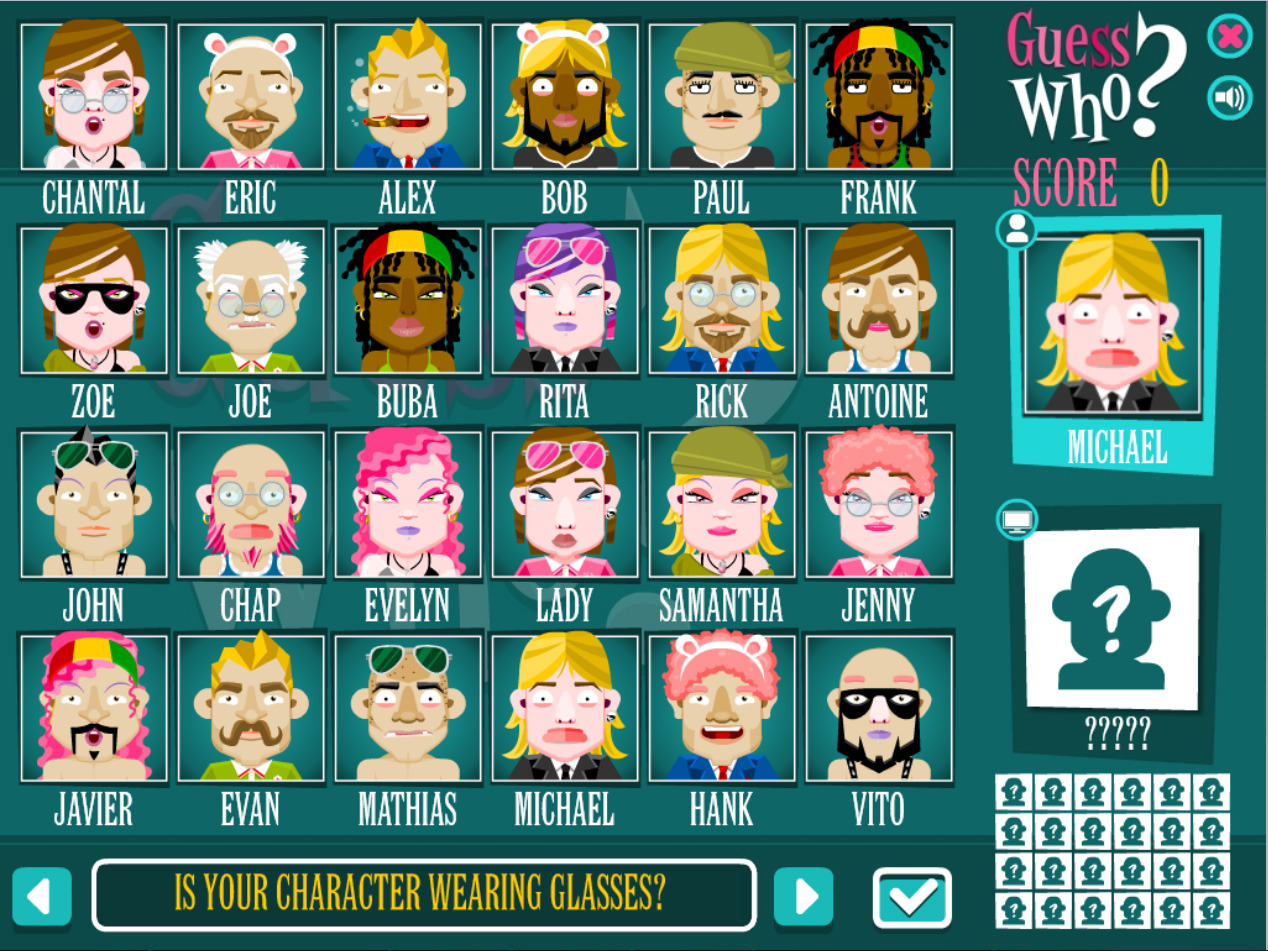 GUESS
WHO?
SCORE 0
CHANTAL ERIC ALEX BOB PAUL FRANK
ZOE JOE BUBA RITA RICK ANTOINE
MICHAEL
JOHN CHAP EVELYN LADY SAMANTHA JENNY
?
?????
JAVIER EVAN MATHIAS MICHAEL HANK VITO
? ? ? ? ? ?
? ? ? ? ? ?
? ? ? ? ? ?
? ? ? ? ? ?
IS YOUR CHARACTER WEARING GLASSES?